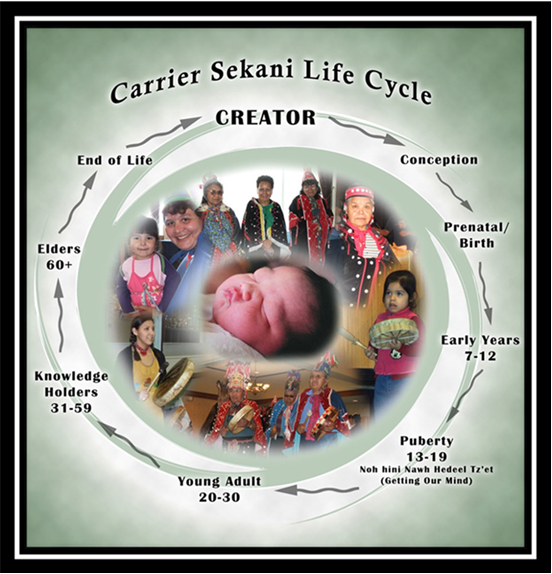 Carrier Sekani Life Cycle
CREATOR
Conception
Prenatal/
Birth
Early Years
7-12
Puberty
13-19
Noh hini Nawh Hedeel Tz'et
(Getting Our Mind)
Young Adult
20-30
Knowledge
Holders
31-59
Elders
60+
End of Life